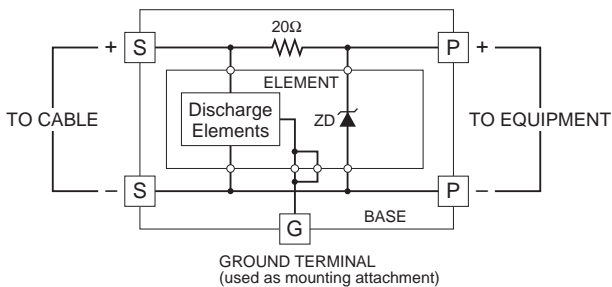 20Ω
+ S P +
ELEMENT
Discharge
Elements
ZD
TO CABLE
TO EQUIPMENT
− S P −
BASE
G
GROUND TERMINAL
(used as mounting attachment)